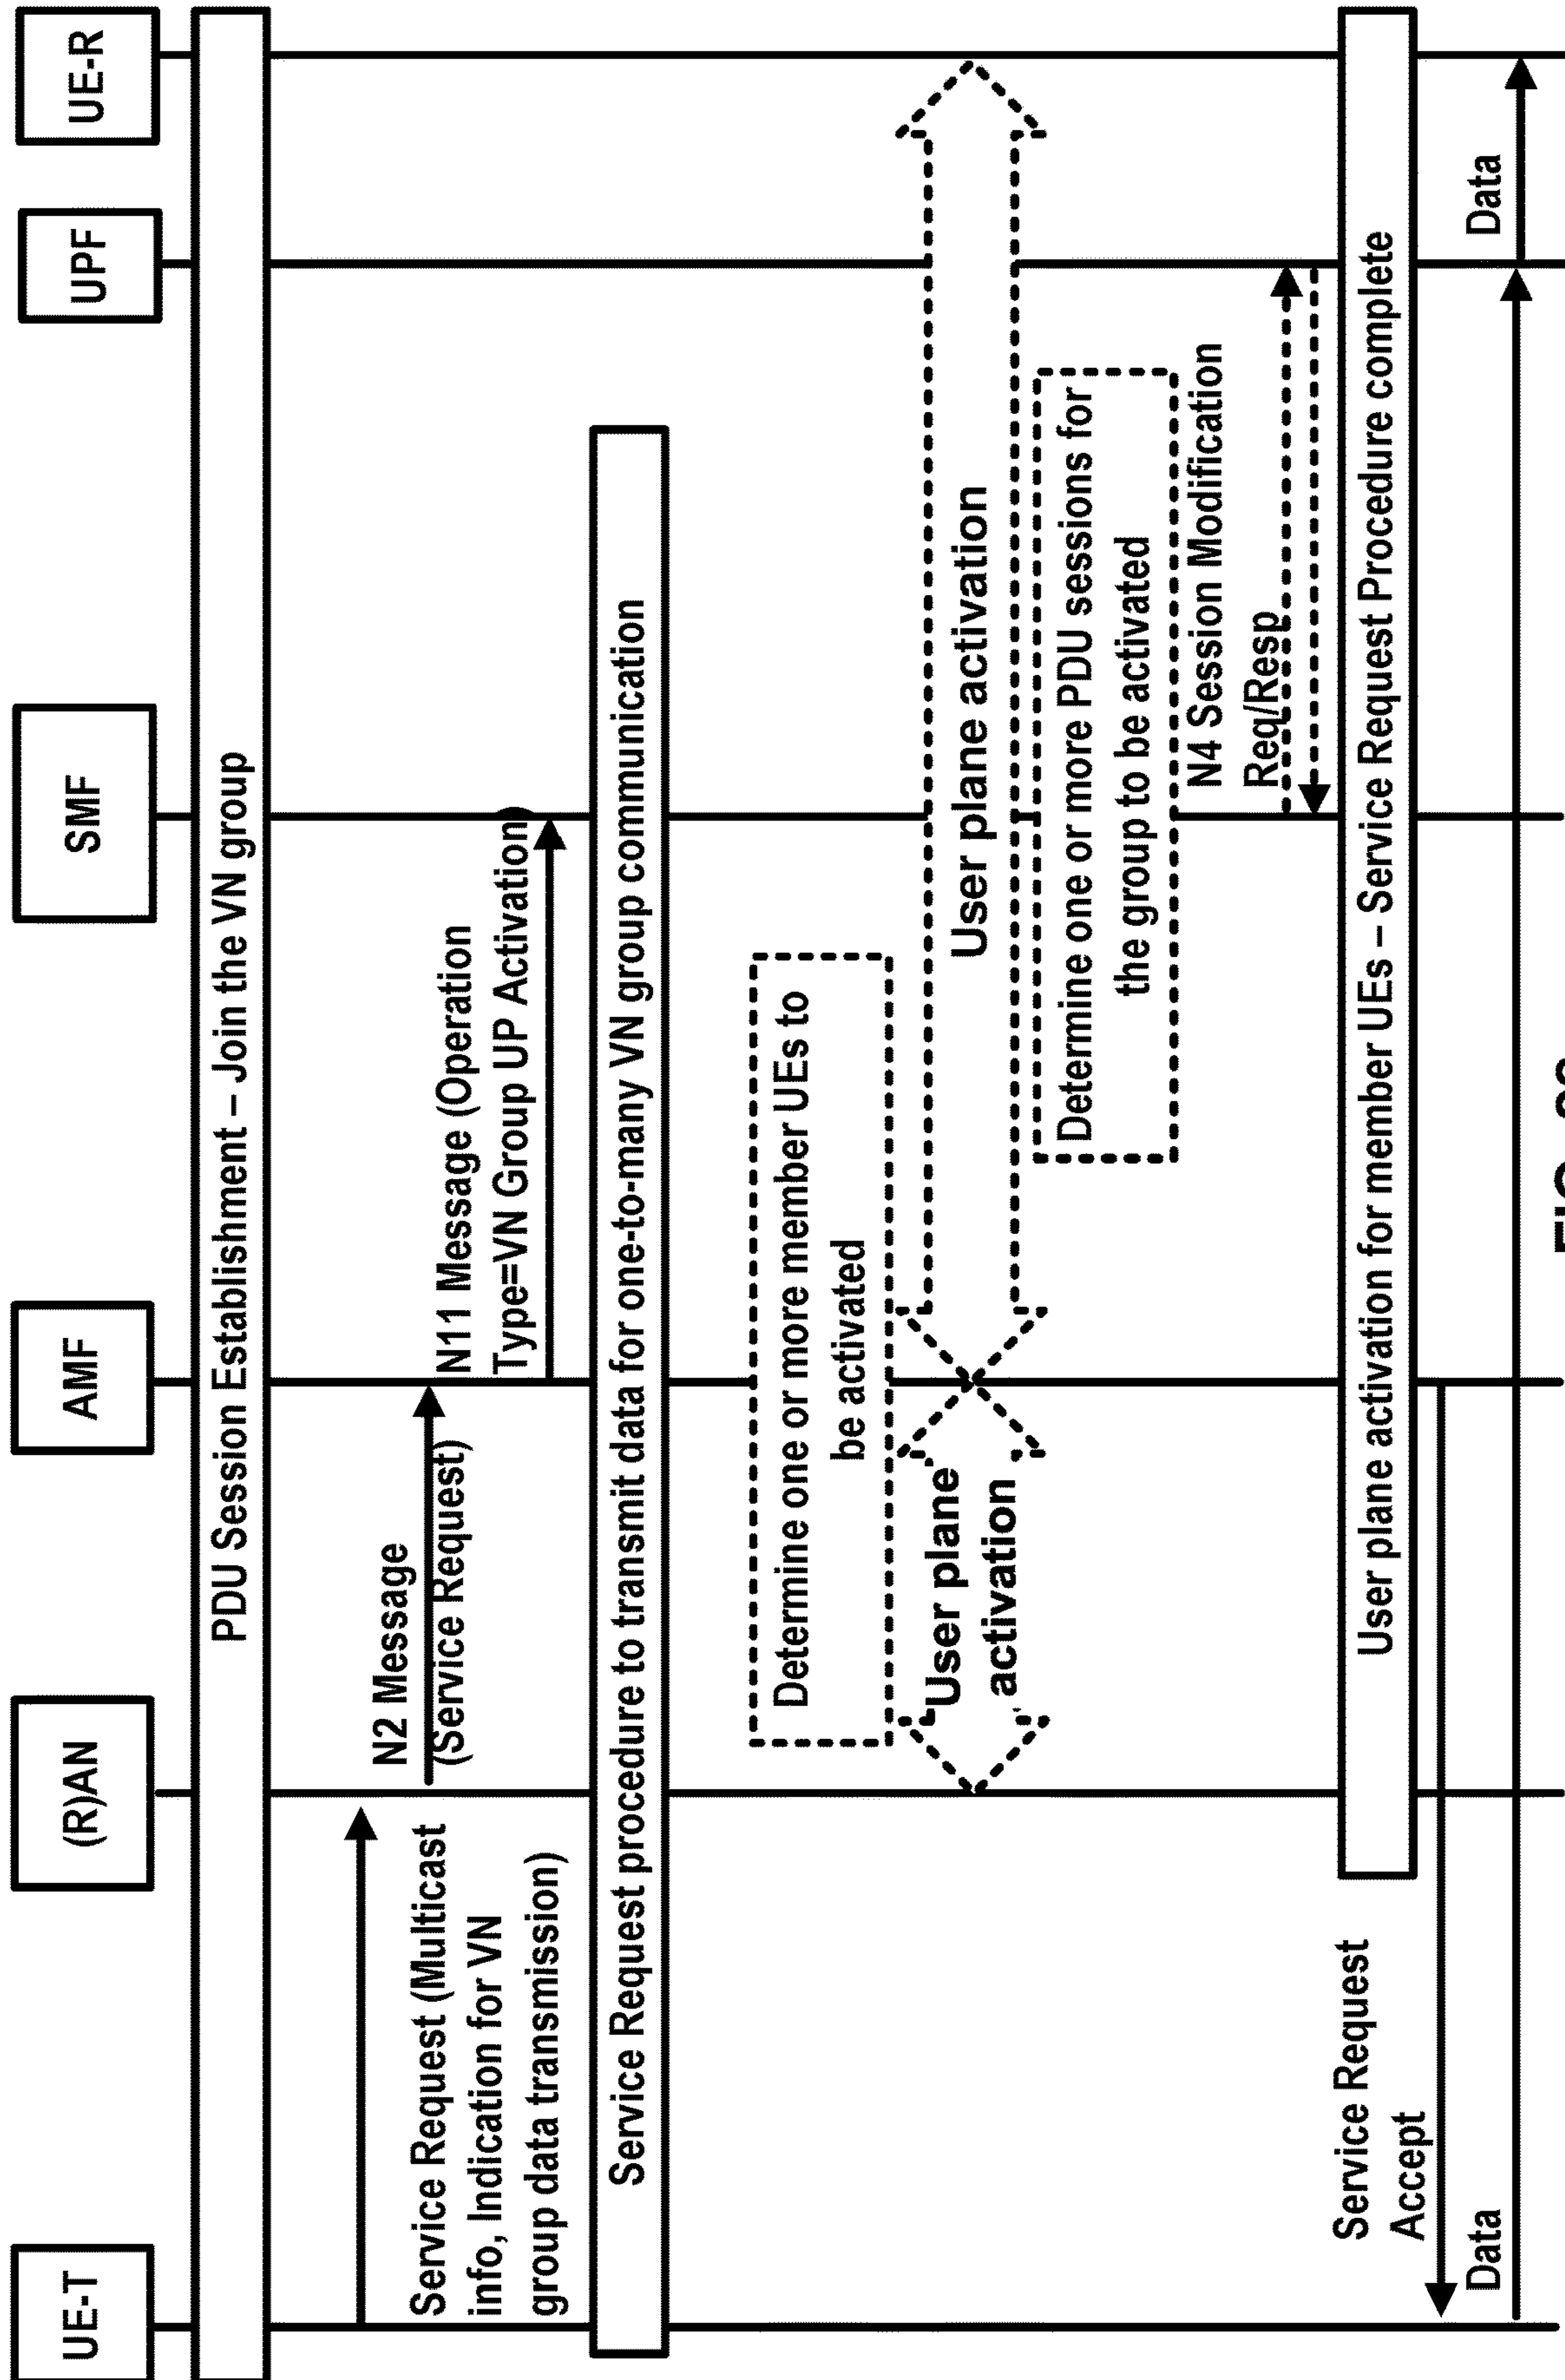 UE-T
(R)AN
AMF
SMF
UPF
UE-R
PDU Session Establishment – Join the VN group
Service Request (Multicast
info, Indication for VN
group data transmission)
N2 Message
(Service Request)
N11 Message (Operation
Type=VN Group UP Activation)
Service Request procedure to transmit data for one-to-many VN group communication
Determine one or more member UEs to
be activated
User plane
activation
User plane activation
Determine one or more PDU sessions for
the group to be activated
N4 Session Modification
Req/Resp
User plane activation for member UEs – Service Request Procedure complete
Service Request
Accept
Data
Data